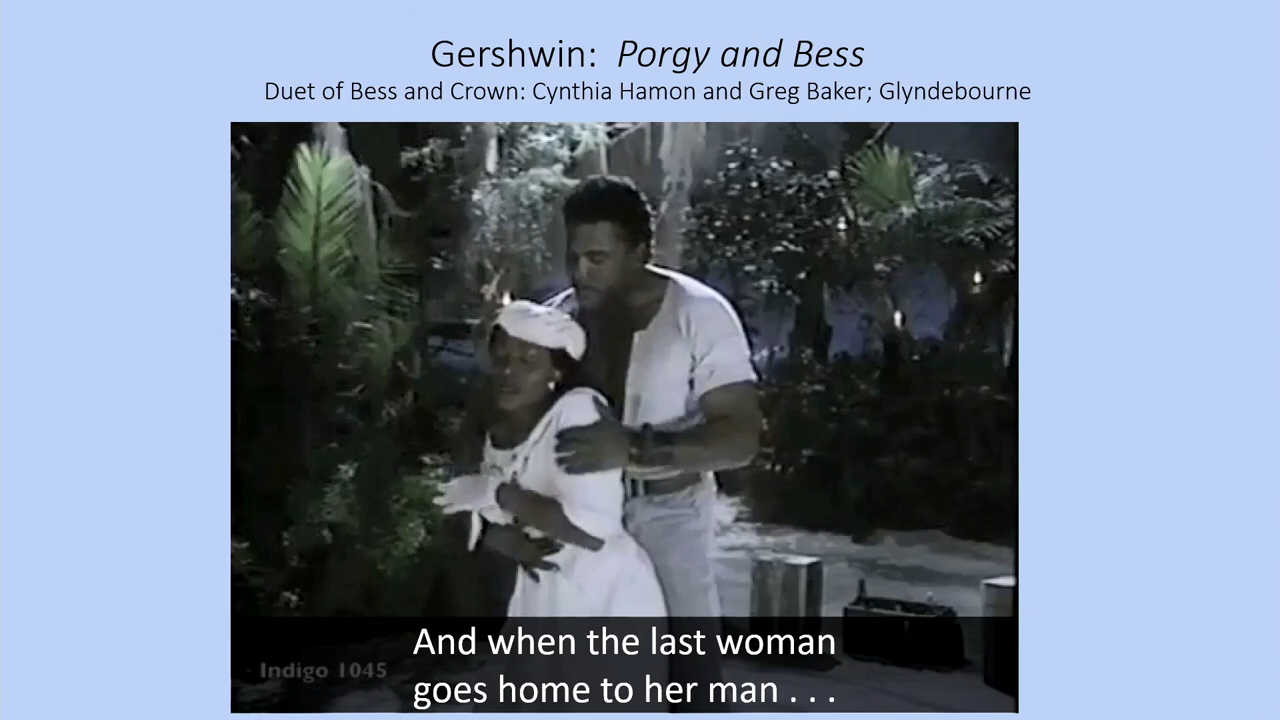 Gershwin: Porgy and Bess
Duet of Bess and Crown: Cynthia Hamon and Greg Baker; Glyndebourne
And when the last woman
goes home to her man . . .
Indigo 1045